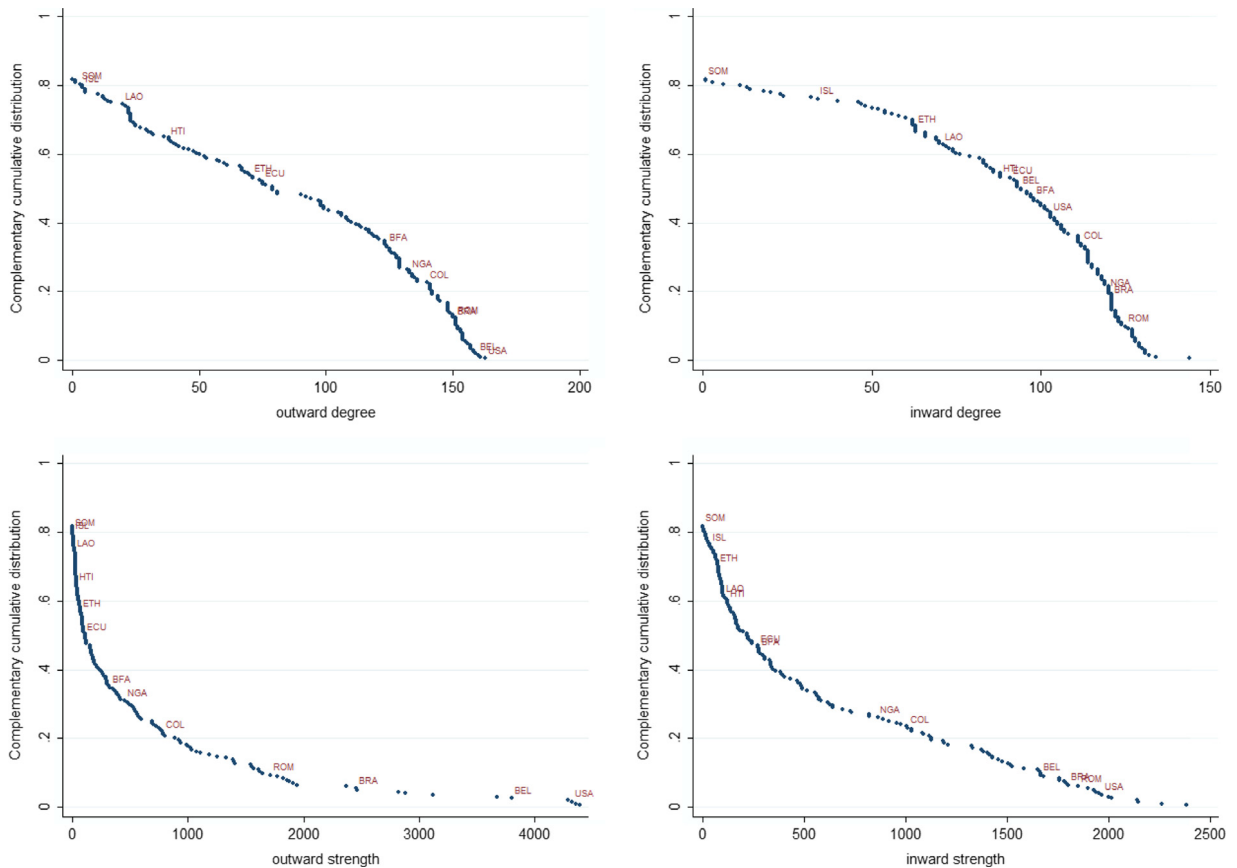 Complementary cumulative distribution
1
.8
.6
.4
.2
0
SOM
ISL
LAO
HTI
ETH
ECU
BFA
NGA
COL
ROM
BRA
BEL
USA
0 50 100 150 200
outward degree
Complementary cumulative distribution
1
.8
.6
.4
.2
0
SOM
ISL
ETH
LAO
HTI
ECU
BEL
BFA
USA
COL
NGA
BRA
ROM
0 50 100 150
inward degree
Complementary cumulative distribution
1
.8
.6
.4
.2
0
SOM
ISL
LAO
HTI
ETH
ECU
BFA
NGA
COL
ROM
BRA
BEL
USA
0 1000 2000 3000 4000
outward strength
Complementary cumulative distribution
1
.8
.6
.4
.2
0
SOM
ISL
ETH
LAO
HTI
ECU
BFA
NGA
COL
BEL
BRA
ROM
USA
0 500 1000 1500 2000 2500
inward strength